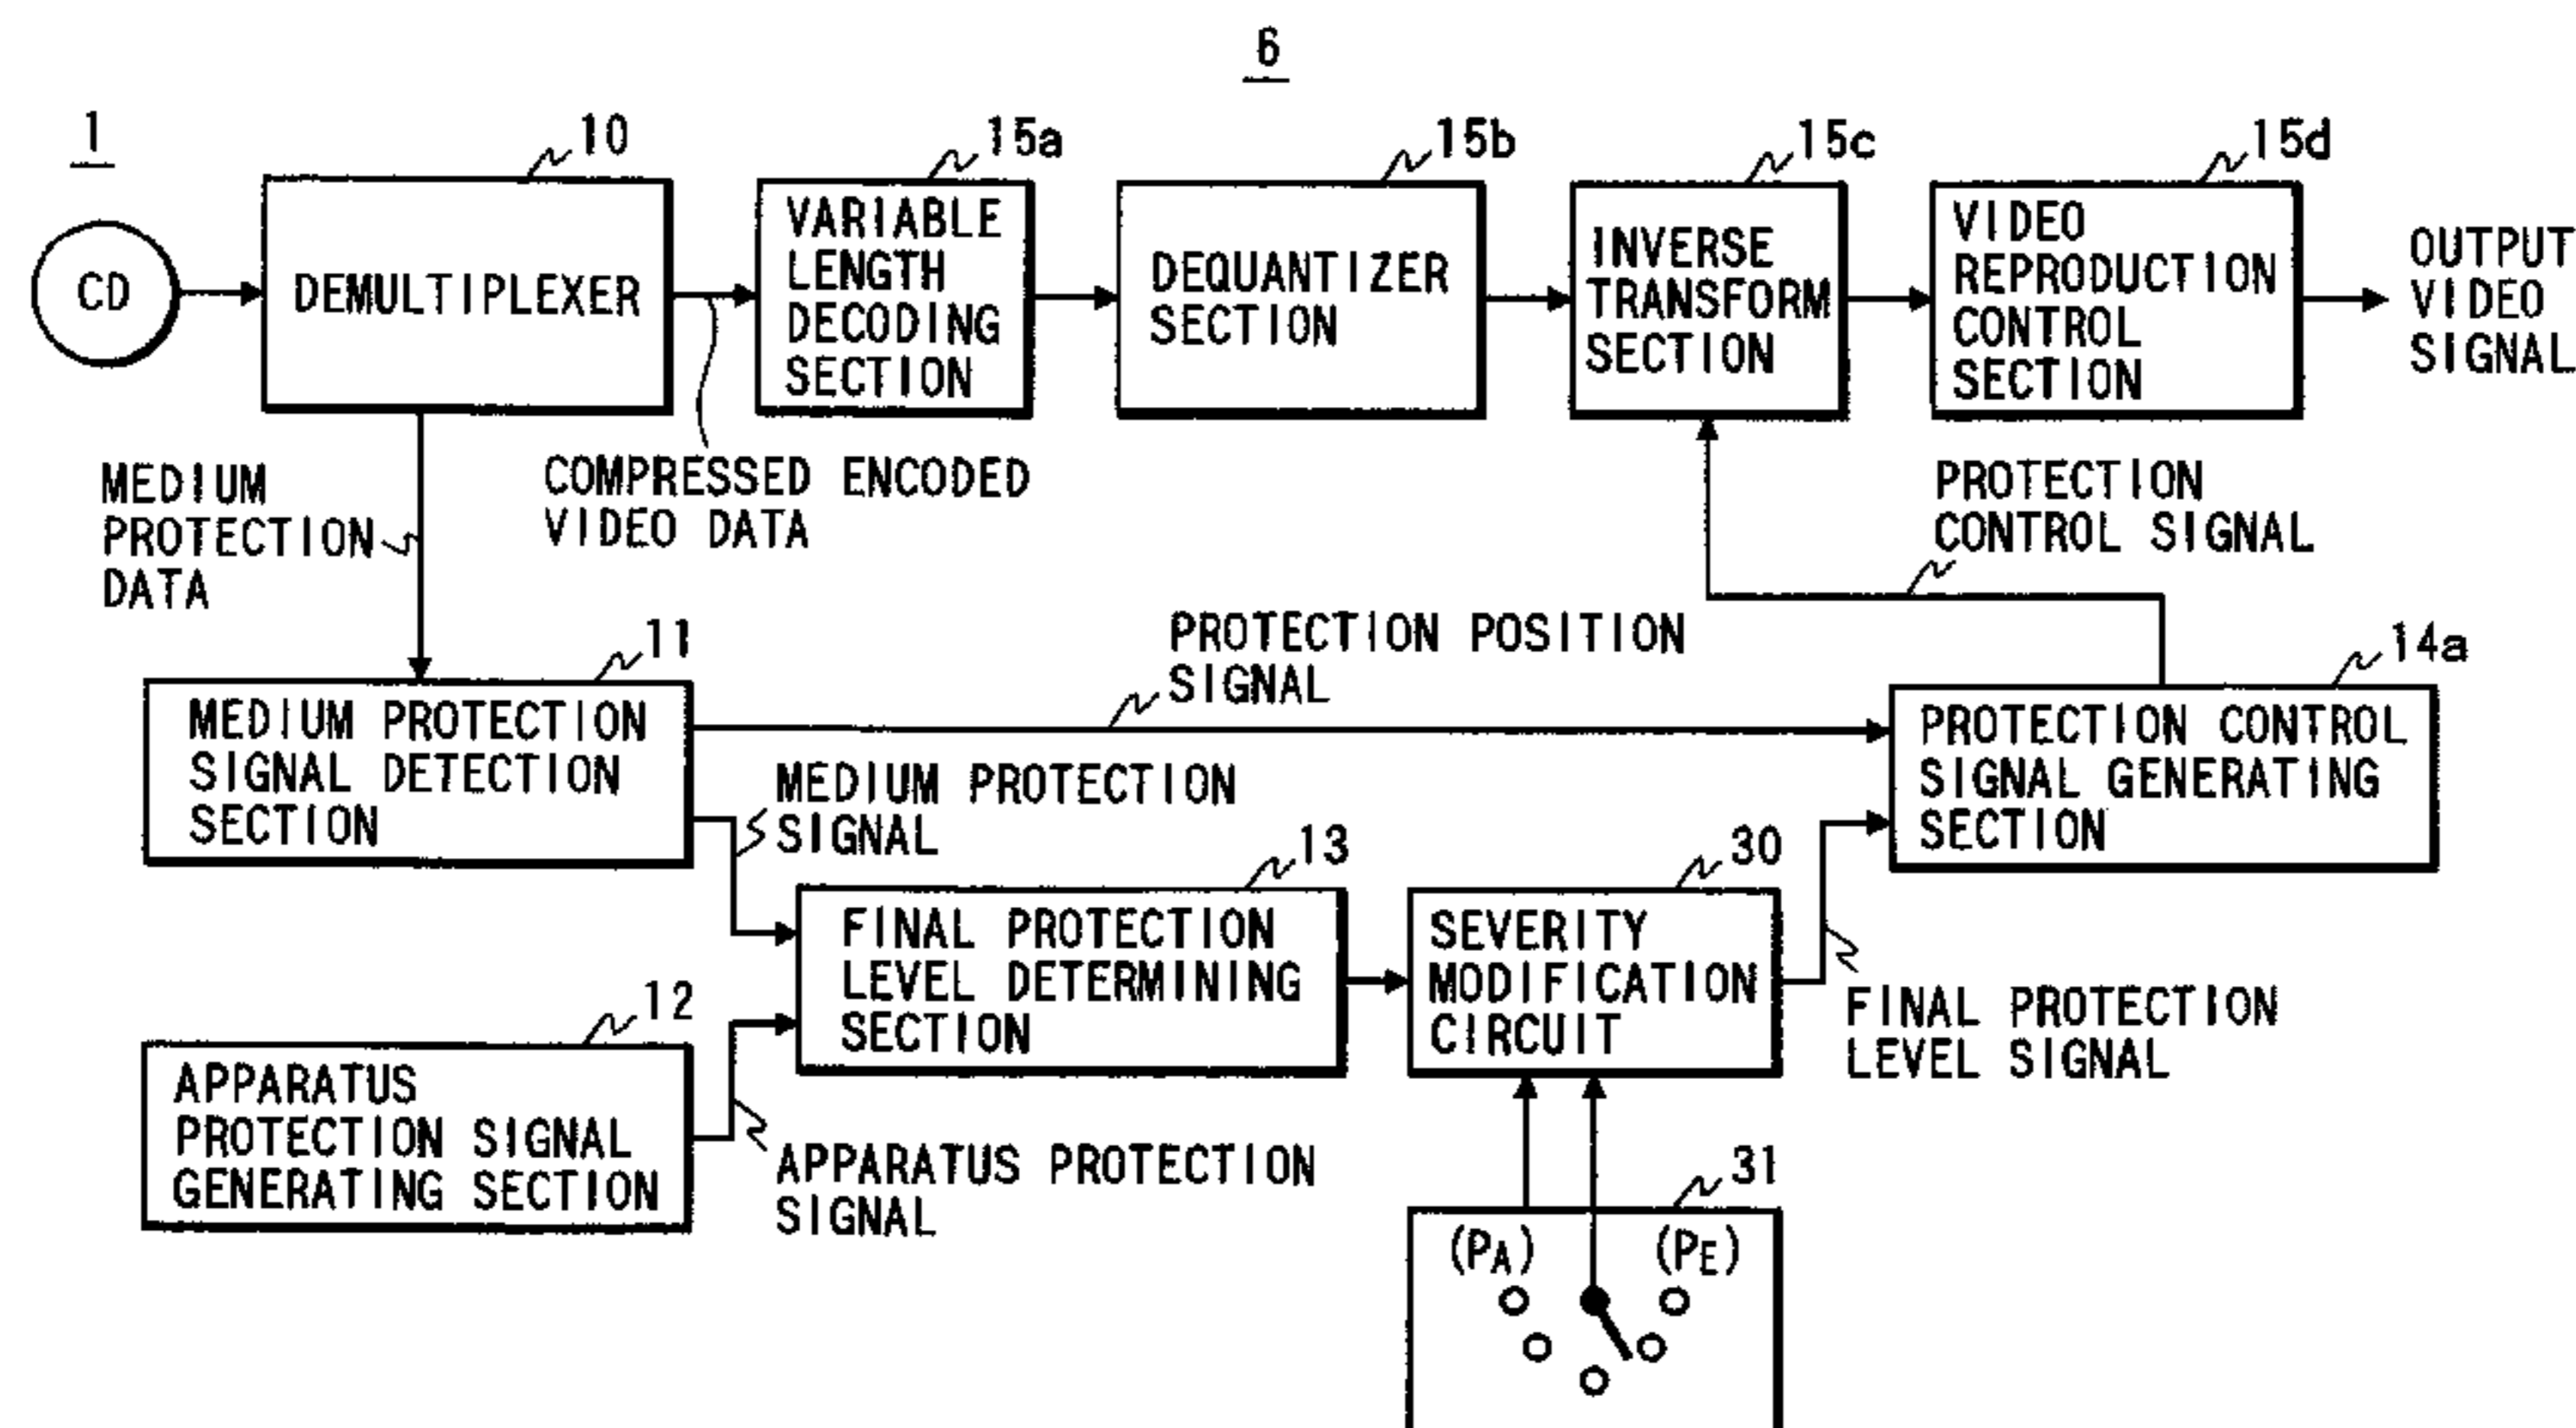 6
1
10
15a
15b
15c
15d
CD
DEMULTIPLEXER
VARIABLE
LENGTH
DECODING
SECTION
DEQUANTIZER
SECTION
INVERSE
TRANSFORM
SECTION
VIDEO
REPRODUCTION
CONTROL
SECTION
OUTPUT
VIDEO
SIGNAL
MEDIUM
PROTECTION
DATA
COMPRESSED ENCODED
VIDEO DATA
PROTECTION
CONTROL SIGNAL
11
PROTECTION POSITION
SIGNAL
14a
MEDIUM PROTECTION
SIGNAL DETECTION
SECTION
PROTECTION CONTROL
SIGNAL GENERATING
SECTION
MEDIUM PROTECTION
SIGNAL
13
30
FINAL PROTECTION
LEVEL DETERMINING
SECTION
SEVERITY
MODIFICATION
CIRCUIT
FINAL PROTECTION
LEVEL SIGNAL
12
APPARATUS
PROTECTION SIGNAL
GENERATING SECTION
APPARATUS PROTECTION
SIGNAL
31
(PA)
(PE)